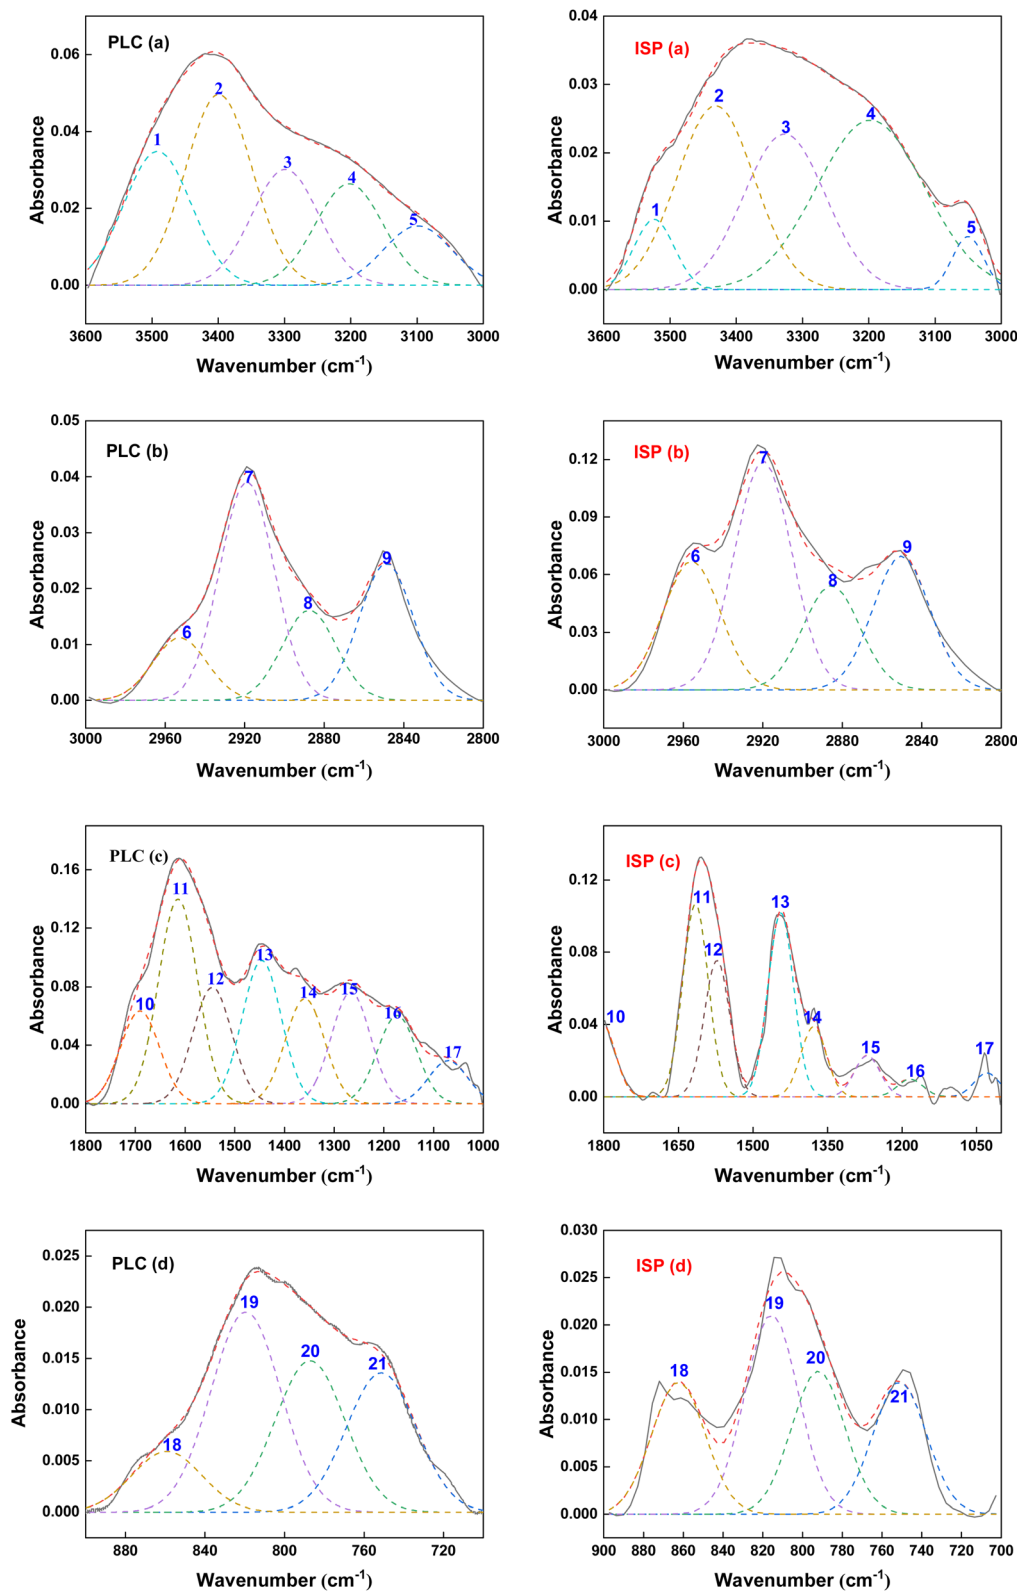 PLC (a)
0.06
0.04
0.02
0.00
Absorbance
1
2
3
4
5
3600 3500 3400 3300 3200 3100 3000
Wavenumber (cm-1)
ISP (a)
0.04
0.03
0.02
0.01
0.00
Absorbance
1
2
3
4
5
3600 3500 3400 3300 3200 3100 3000
Wavenumber (cm-1)
PLC (b)
0.05
0.04
0.03
0.02
0.01
0.00
Absorbance
6
7
8
9
3000 2960 2920 2880 2840 2800
Wavenumber (cm-1)
ISP (b)
0.12
0.09
0.06
0.03
0.00
Absorbance
6
7
8
9
3000 2960 2920 2880 2840 2800
Wavenumber (cm-1)
PLC (c)
0.16
0.12
0.08
0.04
0.00
Absorbance
10
11
12
13
14
15
16
17
1800 1700 1600 1500 1400 1300 1200 1100 1000
Wavenumber (cm-1)
ISP (c)
0.12
0.08
0.04
0.00
Absorbance
10
11
12
13
14
15
16
17
1800 1650 1500 1350 1200 1050
Wavenumber (cm-1)
PLC (d)
0.025
0.020
0.015
0.010
0.005
0.000
Absorbance
18
19
20
21
880 840 800 760 720
Wavenumber (cm-1)
ISP (d)
0.030
0.025
0.020
0.015
0.010
0.005
0.000
Absorbance
18
19
20
21
900 880 860 840 820 800 780 760 740 720 700
Wavenumber (cm-1)